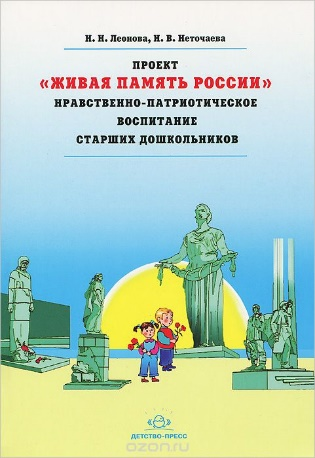 Н. Н. Леонова, Н. В. Неточаева
ПРОЕКТ
«ЖИВАЯ ПАМЯТЬ РОССИИ»
НРАВСТВЕННО-ПАТРИОТИЧЕСКОЕ
ВОСПИТАНИЕ
СТАРШИХ ДОШКОЛЬНИКОВ
ДЕТСТВО-ПРЕСС
ozon.ru